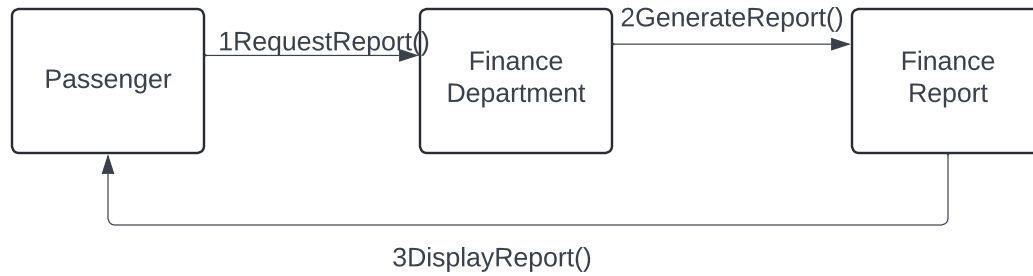 Passenger
1RequestReport()
Finance
Department
2GenerateReport()
Finance
Report
3DisplayReport()